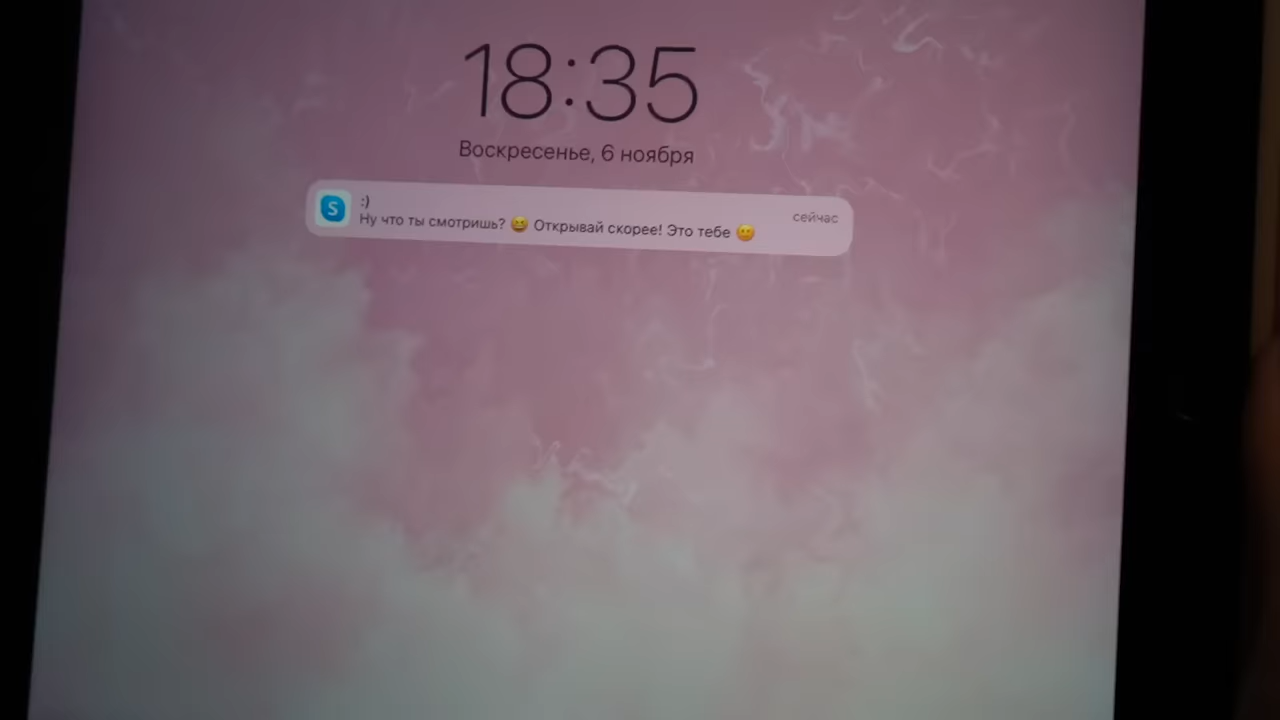 18:35
Воскресенье, 6 ноября
S
:)
сейчас
Ну что ты смотришь? 😄 Открывай скорее! Это тебе 🙂